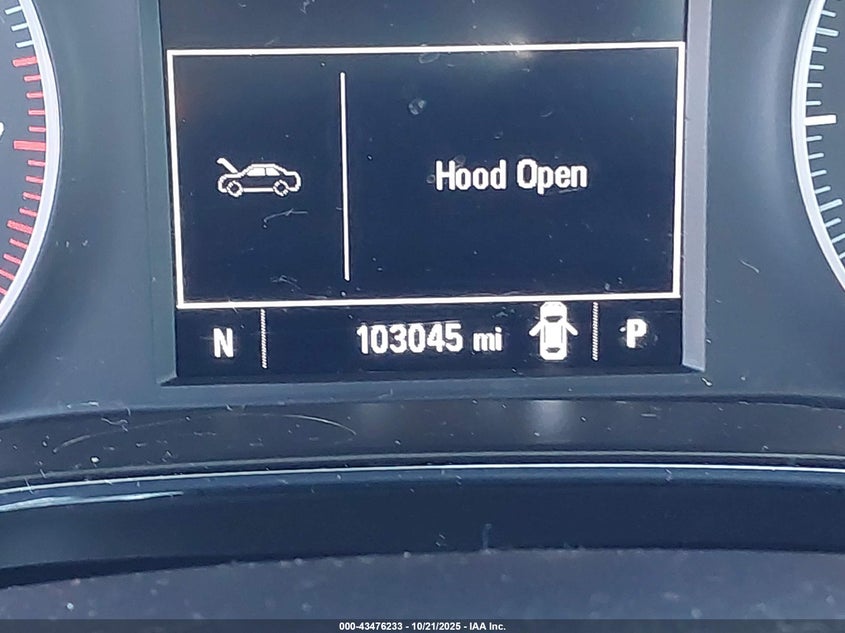 Hood Open
N 103045 mi P
000-43476233 - 10/21/2025 - IAA Inc.